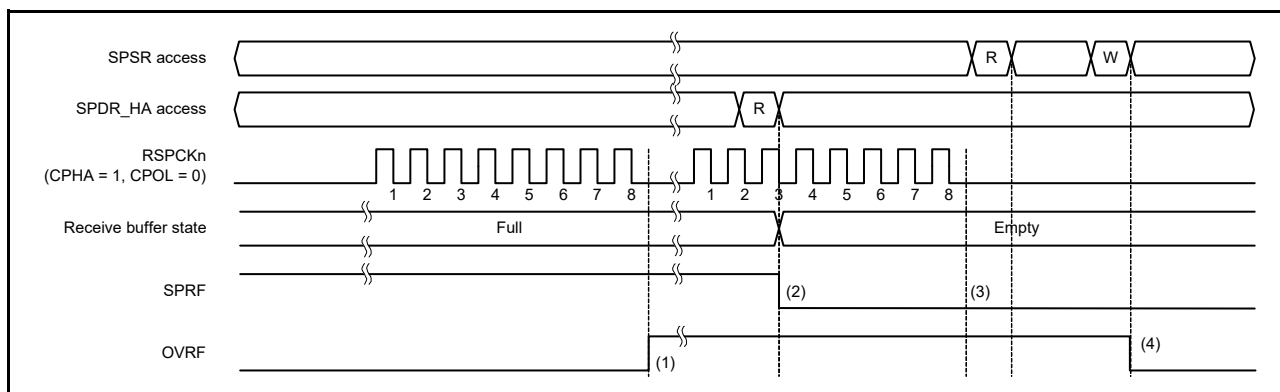 SPSR access
R
W
SPDR_HA access
R
RSPCKn
(CPHA = 1, CPOL = 0)
1 2 3 4 5 6 7 8 1 2 3 4 5 6 7 8
Receive buffer state
Full
Empty
SPRF
(2)
(3)
OVRF
(1)
(4)